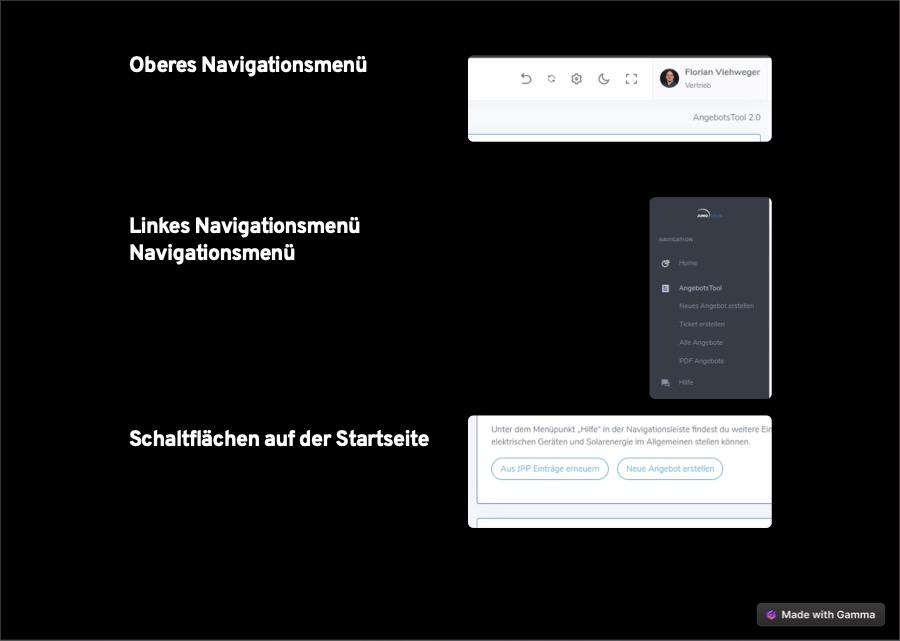 Oberes Navigationsmenü
Florian Viehweger
Vertrieb
AngebotsTool 2.0
Linkes Navigationsmenü
Navigationsmenü
JUNO
NAVIGATION
Home
AngebotsTool
Neues Angebot erstellen
Ticket erstellen
Alle Angebote
PDF Angebote
Hilfe
Schaltflächen auf der Startseite
Unter dem Menüpunkt „Hilfe" in der Navigationsleiste findest du weitere Ein
elektrischen Geräten und Solarenergie im Allgemeinen stellen können.
Aus JPP Einträge erneuern
Neue Angebot erstellen
Made with Gamma